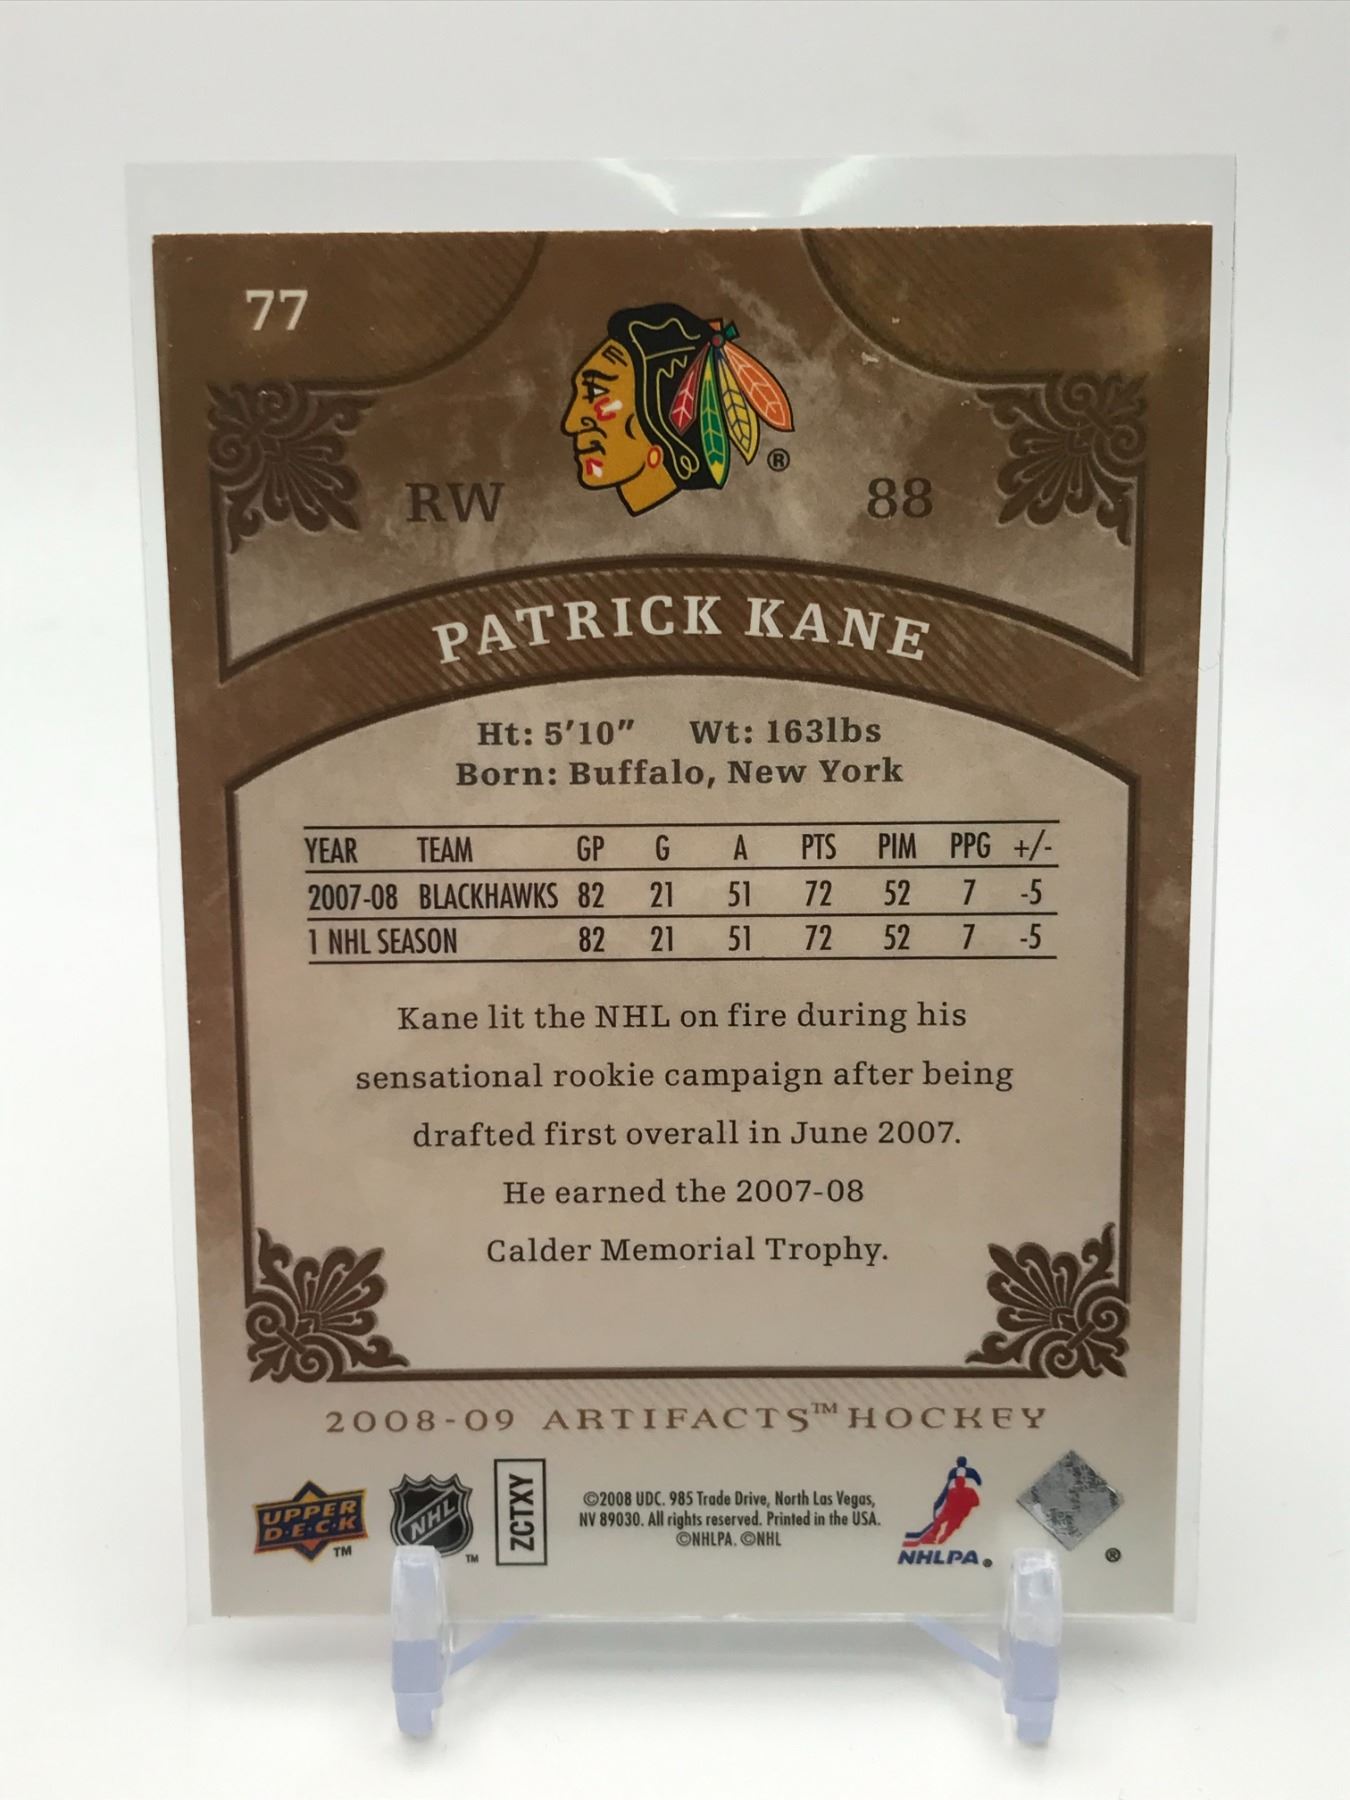 77
®
RW 88
PATRICK KANE
Ht: 5'10" Wt: 163lbs
Born: Buffalo, New York
YEAR TEAM GP G A PTS PIM PPG +/-
2007-08 BLACKHAWKS 82 21 51 72 52 7 -5
1 NHL SEASON 82 21 51 72 52 7 -5
Kane lit the NHL on fire during his
sensational rookie campaign after being
drafted first overall in June 2007.
He earned the 2007-08
Calder Memorial Trophy.
2008-09 ARTIFACTS™ HOCKEY
UPPER
D·E·C·K
™
NHL
™
ZCTXY
©2008 UDC. 985 Trade Drive, North Las Vegas,
NV 89030. All rights reserved. Printed in the USA.
©NHLPA. ©NHL
NHLPA®
®